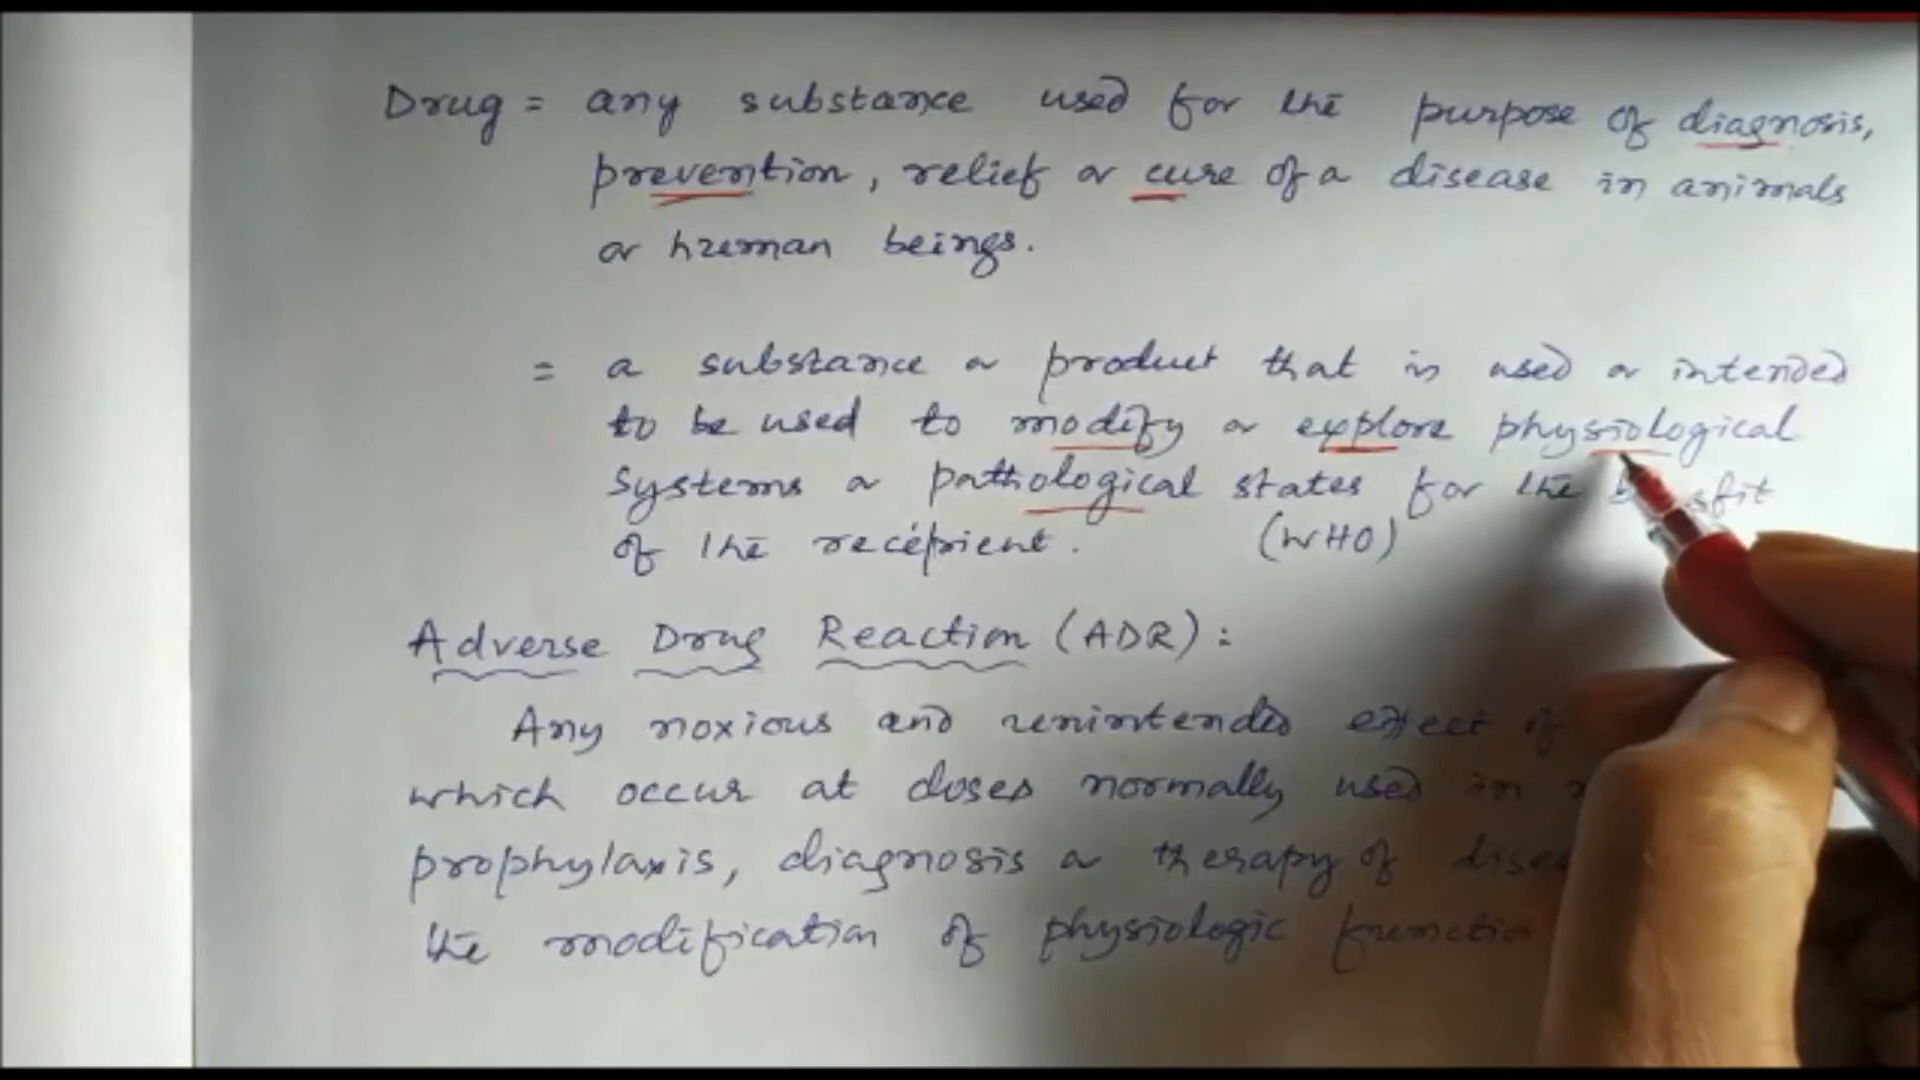 Drug = any substance used for the purpose of diagnosis,
prevention, relief or cure of a disease in animals
or human beings.
= a substance or product that is used or intended
to be used to modify or explore physiological
Systems or pathological states for the
of the recepient. (WHO)
Adverse Drug Reaction (ADR):
Any noxious and unintended effect of
which occur at doses normally used in
prophylaxis, diagnosis or therapy of
the modification of physiologic